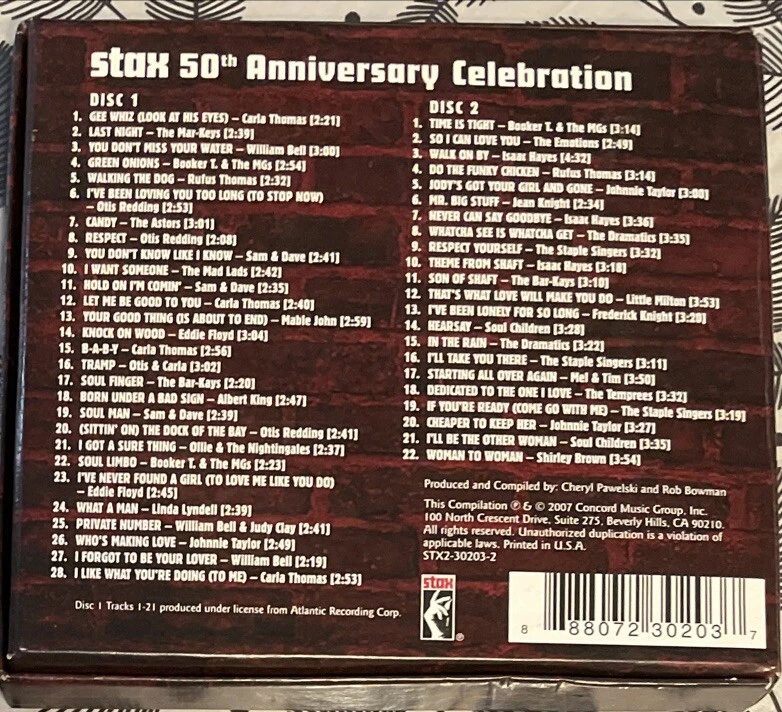 stax 50th Anniversary Celebration
DISC 1
1. GEE WHIZ (LOOK AT HIS EYES) – Carla Thomas [2:21]
2. LAST NIGHT – The Mar-Keys [2:39]
3. YOU DON'T MISS YOUR WATER – William Bell [3:00]
4. GREEN ONIONS – Booker T. & The MGs [2:54]
5. WALKING THE DOG – Rufus Thomas [2:32]
6. I'VE BEEN LOVING YOU TOO LONG (TO STOP NOW)
– Otis Redding [2:53]
7. CANDY – The Astors [3:01]
8. RESPECT – Otis Redding [2:08]
9. YOU DON'T KNOW LIKE I KNOW – Sam & Dave [2:41]
10. I WANT SOMEONE – The Mad Lads [2:42]
11. HOLD ON I'M COMIN' – Sam & Dave [2:35]
12. LET ME BE GOOD TO YOU – Carla Thomas [2:40]
13. YOUR GOOD THING (IS ABOUT TO END) – Mable John [2:59]
14. KNOCK ON WOOD – Eddie Floyd [3:04]
15. B-A-B-Y – Carla Thomas [2:56]
16. TRAMP – Otis & Carla [3:02]
17. SOUL FINGER – The Bar-Kays [2:20]
18. BORN UNDER A BAD SIGN – Albert King [2:47]
19. SOUL MAN – Sam & Dave [2:39]
20. (SITTIN' ON) THE DOCK OF THE BAY – Otis Redding [2:41]
21. I GOT A SURE THING – Ollie & The Nightingales [2:37]
22. SOUL LIMBO – Booker T. & The MGs [2:23]
23. I'VE NEVER FOUND A GIRL (TO LOVE ME LIKE YOU DO)
– Eddie Floyd [2:45]
24. WHAT A MAN – Linda Lyndell [2:39]
25. PRIVATE NUMBER – William Bell & Judy Clay [2:41]
26. WHO'S MAKING LOVE – Johnnie Taylor [2:49]
27. I FORGOT TO BE YOUR LOVER – William Bell [2:19]
28. I LIKE WHAT YOU'RE DOING (TO ME) – Carla Thomas [2:53]
Disc 1 Tracks 1-21 produced under license from Atlantic Recording Corp.
DISC 2
1. TIME IS TIGHT – Booker T. & The MGs [3:14]
2. SO I CAN LOVE YOU – The Emotions [2:49]
3. WALK ON BY – Isaac Hayes [4:32]
4. DO THE FUNKY CHICKEN – Rufus Thomas [3:14]
5. JODY'S GOT YOUR GIRL AND GONE – Johnnie Taylor [3:00]
6. MR. BIG STUFF – Jean Knight [2:34]
7. NEVER CAN SAY GOODBYE – Isaac Hayes [3:36]
8. WHATCHA SEE IS WHATCHA GET – The Dramatics [3:35]
9. RESPECT YOURSELF – The Staple Singers [3:32]
10. THEME FROM SHAFT – Isaac Hayes [3:18]
11. SON OF SHAFT – The Bar-Kays [3:10]
12. THAT'S WHAT LOVE WILL MAKE YOU DO – Little Milton [3:53]
13. I'VE BEEN LONELY FOR SO LONG – Frederick Knight [3:20]
14. HEARSAY – Soul Children [3:28]
15. IN THE RAIN – The Dramatics [3:22]
16. I'LL TAKE YOU THERE – The Staple Singers [3:11]
17. STARTING ALL OVER AGAIN – Mel & Tim [3:50]
18. DEDICATED TO THE ONE I LOVE – The Temprees [3:32]
19. IF YOU'RE READY (COME GO WITH ME) – The Staple Singers [3:19]
20. CHEAPER TO KEEP HER – Johnnie Taylor [3:27]
21. I'LL BE THE OTHER WOMAN – Soul Children [3:35]
22. WOMAN TO WOMAN – Shirley Brown [3:54]
Produced and Compiled by: Cheryl Pawelski and Rob Bowman
This Compilation ℗ & © 2007 Concord Music Group, Inc.
100 North Crescent Drive, Suite 275, Beverly Hills, CA 90210.
All rights reserved. Unauthorized duplication is a violation of
applicable laws. Printed in U.S.A.
STX2-30203-2
stax
®
8 88072 30203 7